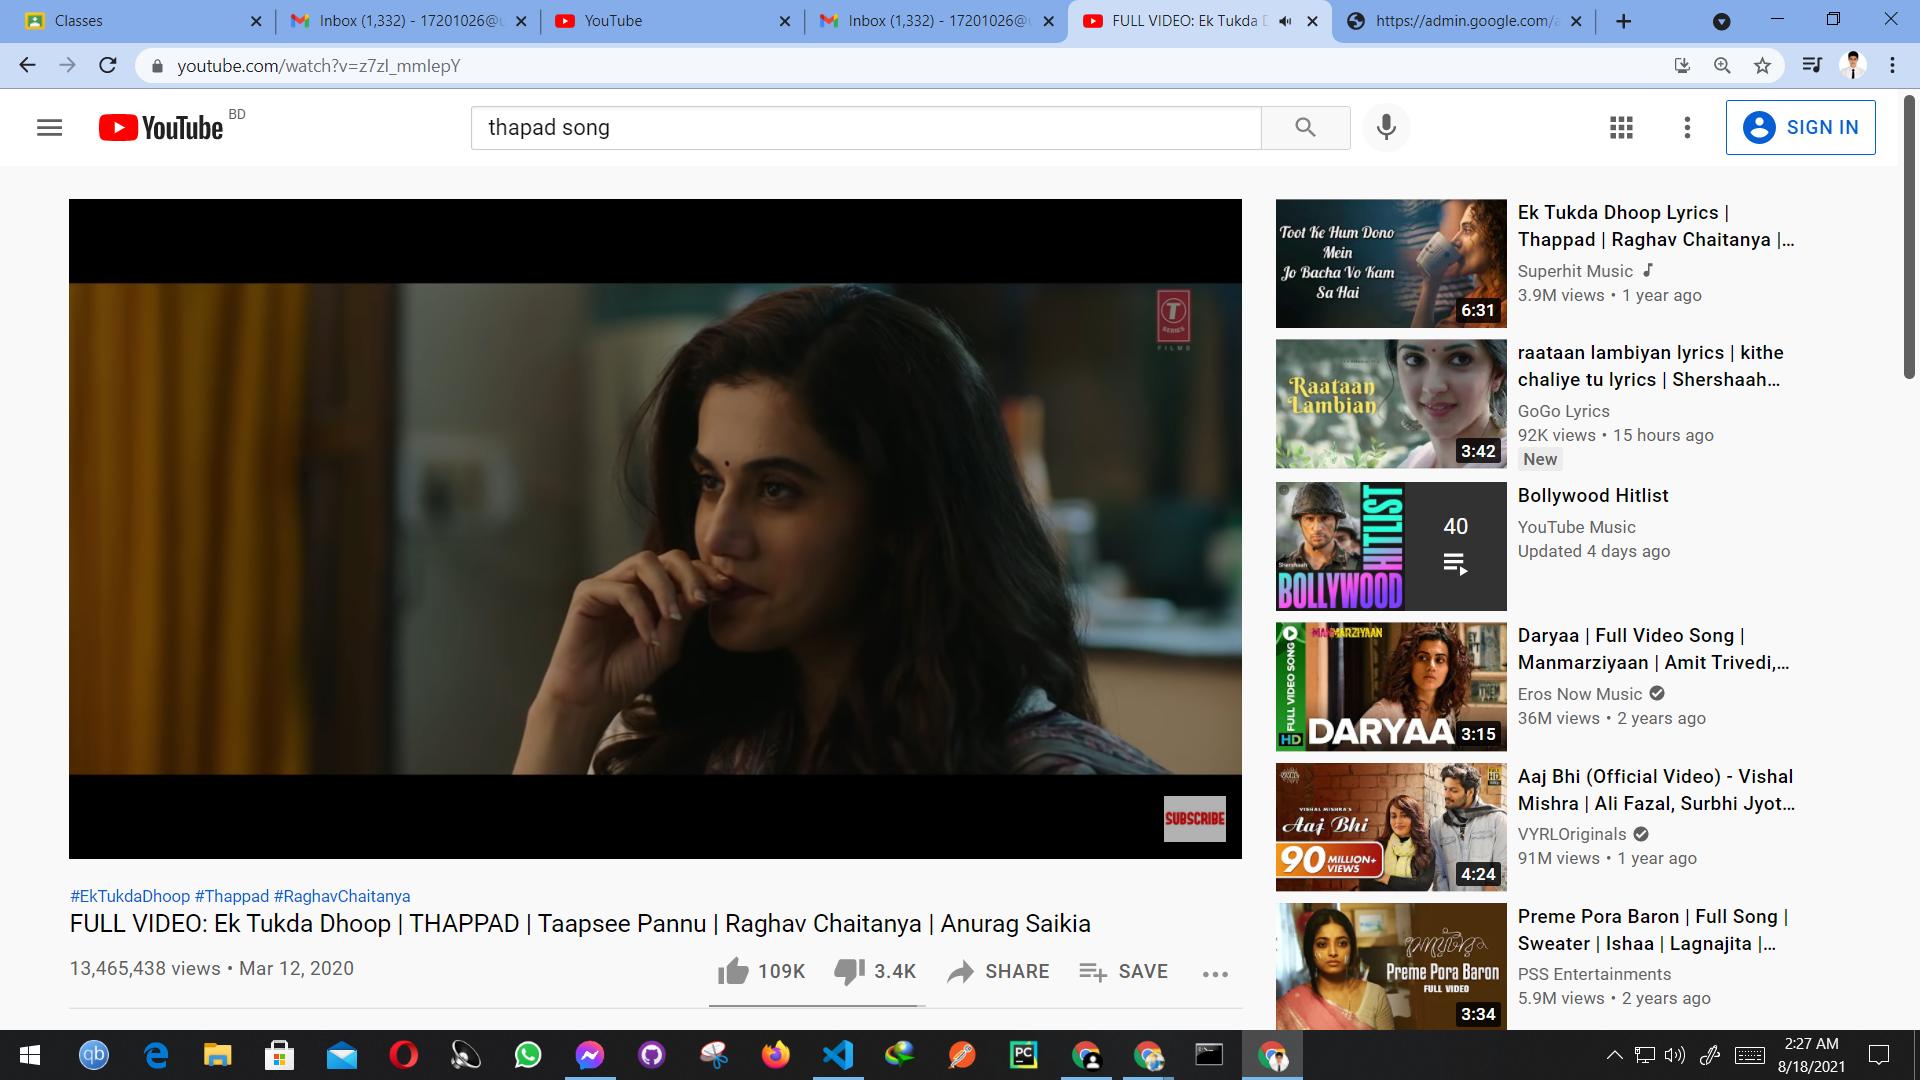 Classes
Inbox (1,332) - 17201026@u
YouTube
Inbox (1,332) - 17201026@u
FULL VIDEO: Ek Tukda D
https://admin.google.com/a
youtube.com/watch?v=z7zI_mmIepY
YouTube BD
thapad song
SIGN IN
T
SERIES
FILMS
SUBSCRIBE
#EkTukdaDhoop #Thappad #RaghavChaitanya
FULL VIDEO: Ek Tukda Dhoop | THAPPAD | Taapsee Pannu | Raghav Chaitanya | Anurag Saikia
13,465,438 views • Mar 12, 2020
109K 3.4K SHARE SAVE
Toot Ke Hum Dono
Mein
Jo Bacha Vo Kam
Sa Hai
6:31
Ek Tukda Dhoop Lyrics |
Thappad | Raghav Chaitanya |...
Superhit Music
3.9M views • 1 year ago
Raataan
Lambian
3:42
raataan lambiyan lyrics | kithe
chaliye tu lyrics | Shershaah...
GoGo Lyrics
92K views • 15 hours ago
New
Shershaah
BOLLYWOOD
HITLIST
40
Bollywood Hitlist
YouTube Music
Updated 4 days ago
MANMARZIYAAN
FULL VIDEO SONG
HD
DARYAA
3:15
Daryaa | Full Video Song |
Manmarziyaan | Amit Trivedi,...
Eros Now Music
36M views • 2 years ago
VISHAL MISHRA'S
Aaj Bhi
90 MILLION+
VIEWS
4:24
Aaj Bhi (Official Video) - Vishal
Mishra | Ali Fazal, Surbhi Jyot...
VYRLOriginals
91M views • 1 year ago
Preme Pora Baron
FULL VIDEO
3:34
Preme Pora Baron | Full Song |
Sweater | Ishaa | Lagnajita |...
PSS Entertainments
5.9M views • 2 years ago
qb
PC
2:27 AM
8/18/2021